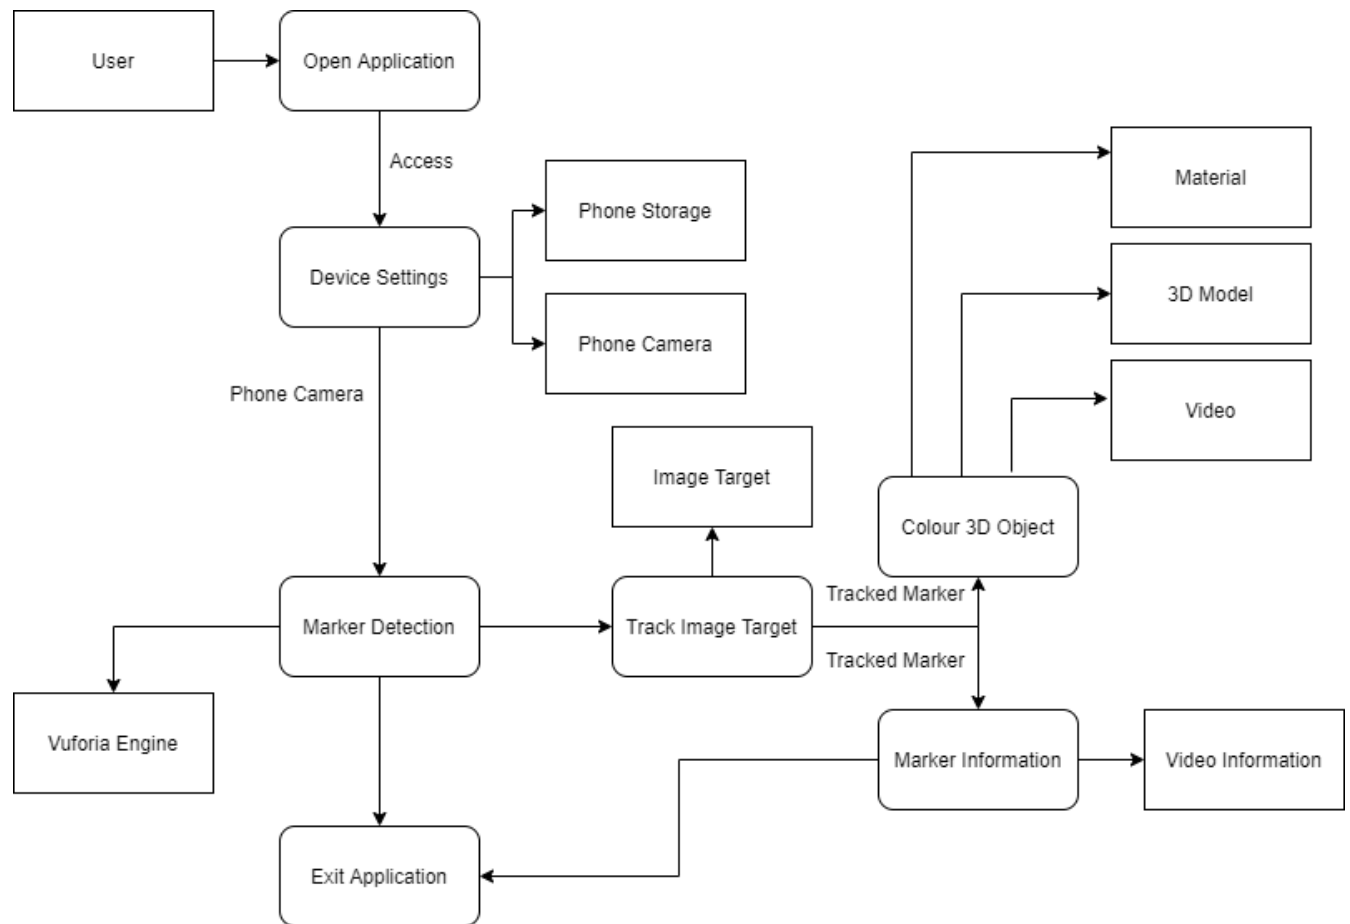 User
Open Application
Access
Phone Storage
Material
Device Settings
3D Model
Phone Camera
Phone Camera
Video
Image Target
Colour 3D Object
Tracked Marker
Marker Detection
Track Image Target
Tracked Marker
Vuforia Engine
Marker Information
Video Information
Exit Application